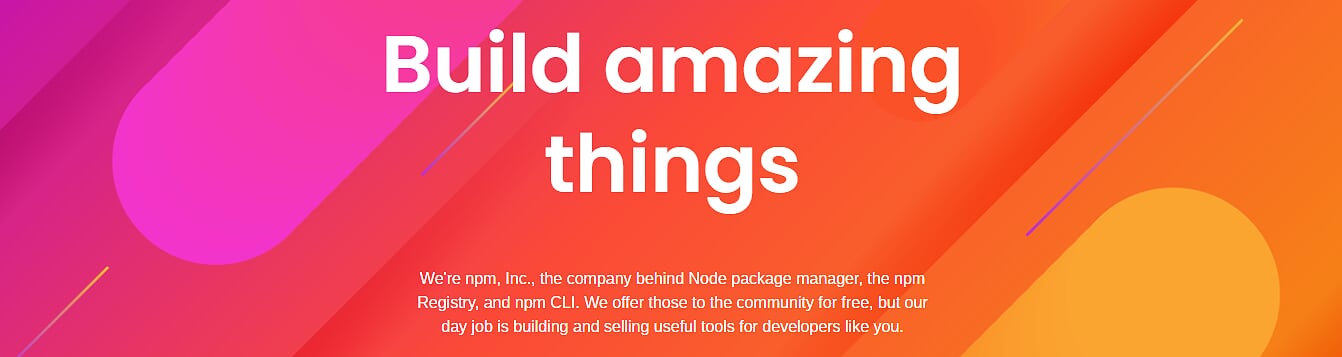 Build amazing
things
We're npm, Inc., the company behind Node package manager, the npm
Registry, and npm CLI. We offer those to the community for free, but our
day job is building and selling useful tools for developers like you.